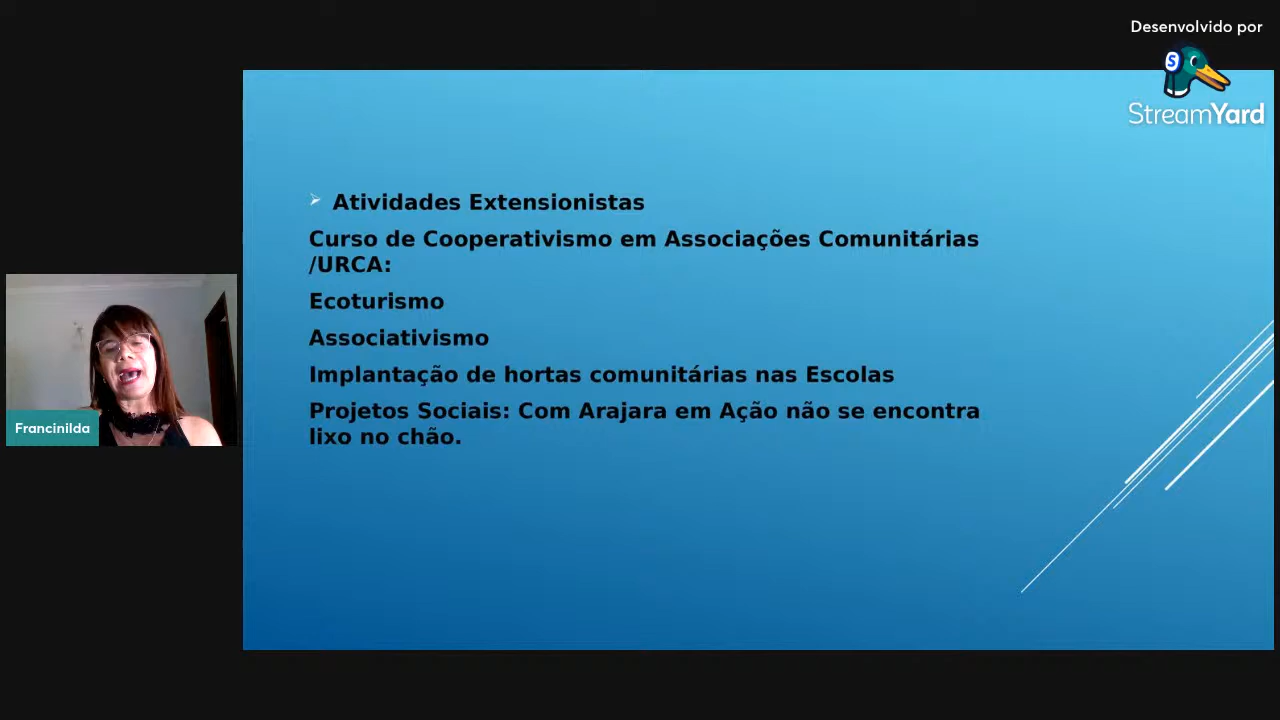 Desenvolvido por
StreamYard
Atividades Extensionistas
Curso de Cooperativismo em Associações Comunitárias
/URCA:
Ecoturismo
Associativismo
Implantação de hortas comunitárias nas Escolas
Projetos Sociais: Com Arajara em Ação não se encontra
lixo no chão.
Francinilda